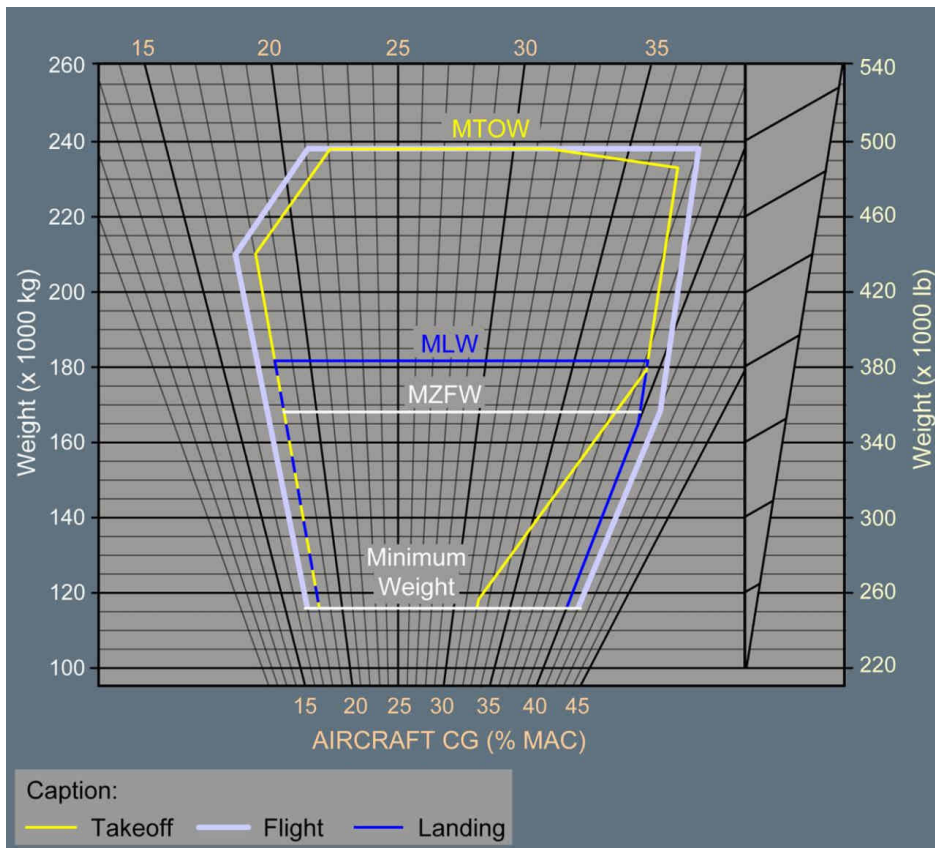 15 20 25 30 35
260 540
MTOW
240 500
220 460
200 420
MLW
180 380
MZFW
160 340
140 300
Minimum
Weight
120 260
100 220
Weight (x 1000 kg)
Weight (x 1000 lb)
15 20 25 30 35 40 45
AIRCRAFT CG (% MAC)
Caption:
Takeoff Flight Landing